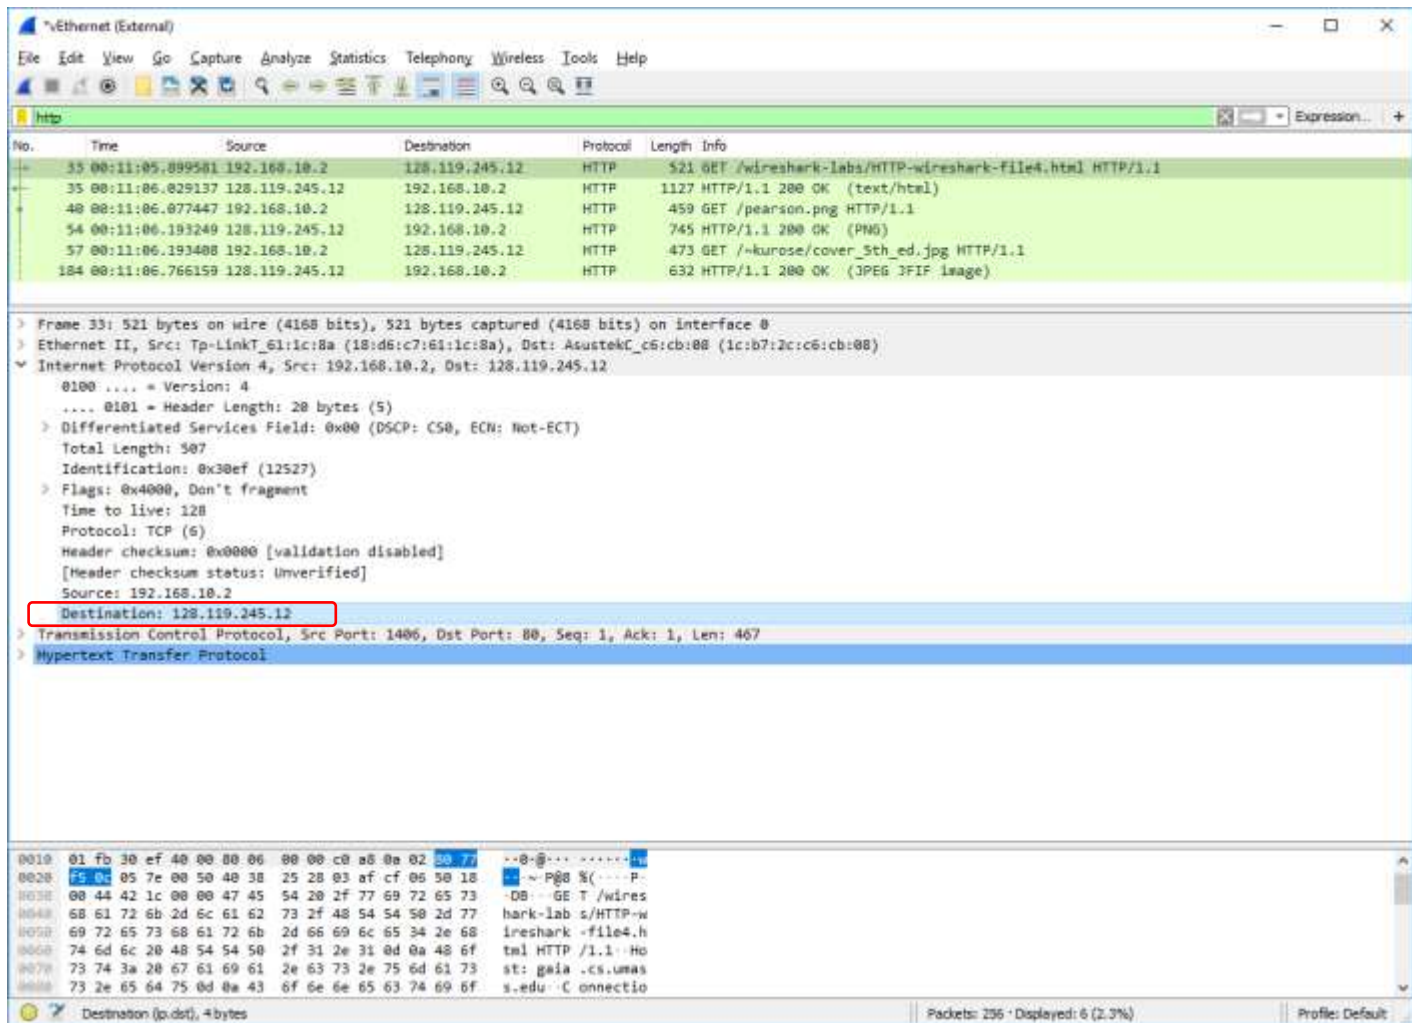 *vEthernet (External)
File Edit View Go Capture Analyze Statistics Telephony Wireless Tools Help
http Expression... +
No. Time Source Destination Protocol Length Info
33 00:11:05.899581 192.168.10.2 128.119.245.12 HTTP 521 GET /wireshark-labs/HTTP-wireshark-file4.html HTTP/1.1
35 00:11:06.029137 128.119.245.12 192.168.10.2 HTTP 1127 HTTP/1.1 200 OK (text/html)
40 00:11:06.077447 192.168.10.2 128.119.245.12 HTTP 459 GET /pearson.png HTTP/1.1
54 00:11:06.193249 128.119.245.12 192.168.10.2 HTTP 745 HTTP/1.1 200 OK (PNG)
57 00:11:06.193408 192.168.10.2 128.119.245.12 HTTP 473 GET /~kurose/cover_5th_ed.jpg HTTP/1.1
184 00:11:06.766159 128.119.245.12 192.168.10.2 HTTP 632 HTTP/1.1 200 OK (JPEG JFIF image)
Frame 33: 521 bytes on wire (4168 bits), 521 bytes captured (4168 bits) on interface 0
Ethernet II, Src: Tp-LinkT_61:1c:8a (18:d6:c7:61:1c:8a), Dst: AsustekC_c6:cb:08 (1c:b7:2c:c6:cb:08)
Internet Protocol Version 4, Src: 192.168.10.2, Dst: 128.119.245.12
0100 .... = Version: 4
.... 0101 = Header Length: 20 bytes (5)
Differentiated Services Field: 0x00 (DSCP: CS0, ECN: Not-ECT)
Total Length: 507
Identification: 0x30ef (12527)
Flags: 0x4000, Don't fragment
Time to live: 128
Protocol: TCP (6)
Header checksum: 0x0000 [validation disabled]
[Header checksum status: Unverified]
Source: 192.168.10.2
Destination: 128.119.245.12
Transmission Control Protocol, Src Port: 1406, Dst Port: 80, Seq: 1, Ack: 1, Len: 467
Hypertext Transfer Protocol
0010 01 fb 30 ef 40 00 80 06 00 00 c0 a8 0a 02 80 77 ··0·@··· ·······w
0020 f5 0c 05 7e 00 50 40 38 25 28 03 af cf 06 50 18 ···~·P@8 %(····P·
0030 00 44 42 1c 00 00 47 45 54 20 2f 77 69 72 65 73 ·DB···GE T /wires
0040 68 61 72 6b 2d 6c 61 62 73 2f 48 54 54 50 2d 77 hark-lab s/HTTP-w
0050 69 72 65 73 68 61 72 6b 2d 66 69 6c 65 34 2e 68 ireshark -file4.h
0060 74 6d 6c 20 48 54 54 50 2f 31 2e 31 0d 0a 48 6f tml HTTP /1.1··Ho
0070 73 74 3a 20 67 61 69 61 2e 63 73 2e 75 6d 61 73 st: gaia .cs.umas
0080 73 2e 65 64 75 0d 0a 43 6f 6e 6e 65 63 74 69 6f s.edu··C onnectio
Destination (ip.dst), 4 bytes Packets: 256 · Displayed: 6 (2.3%) Profile: Default